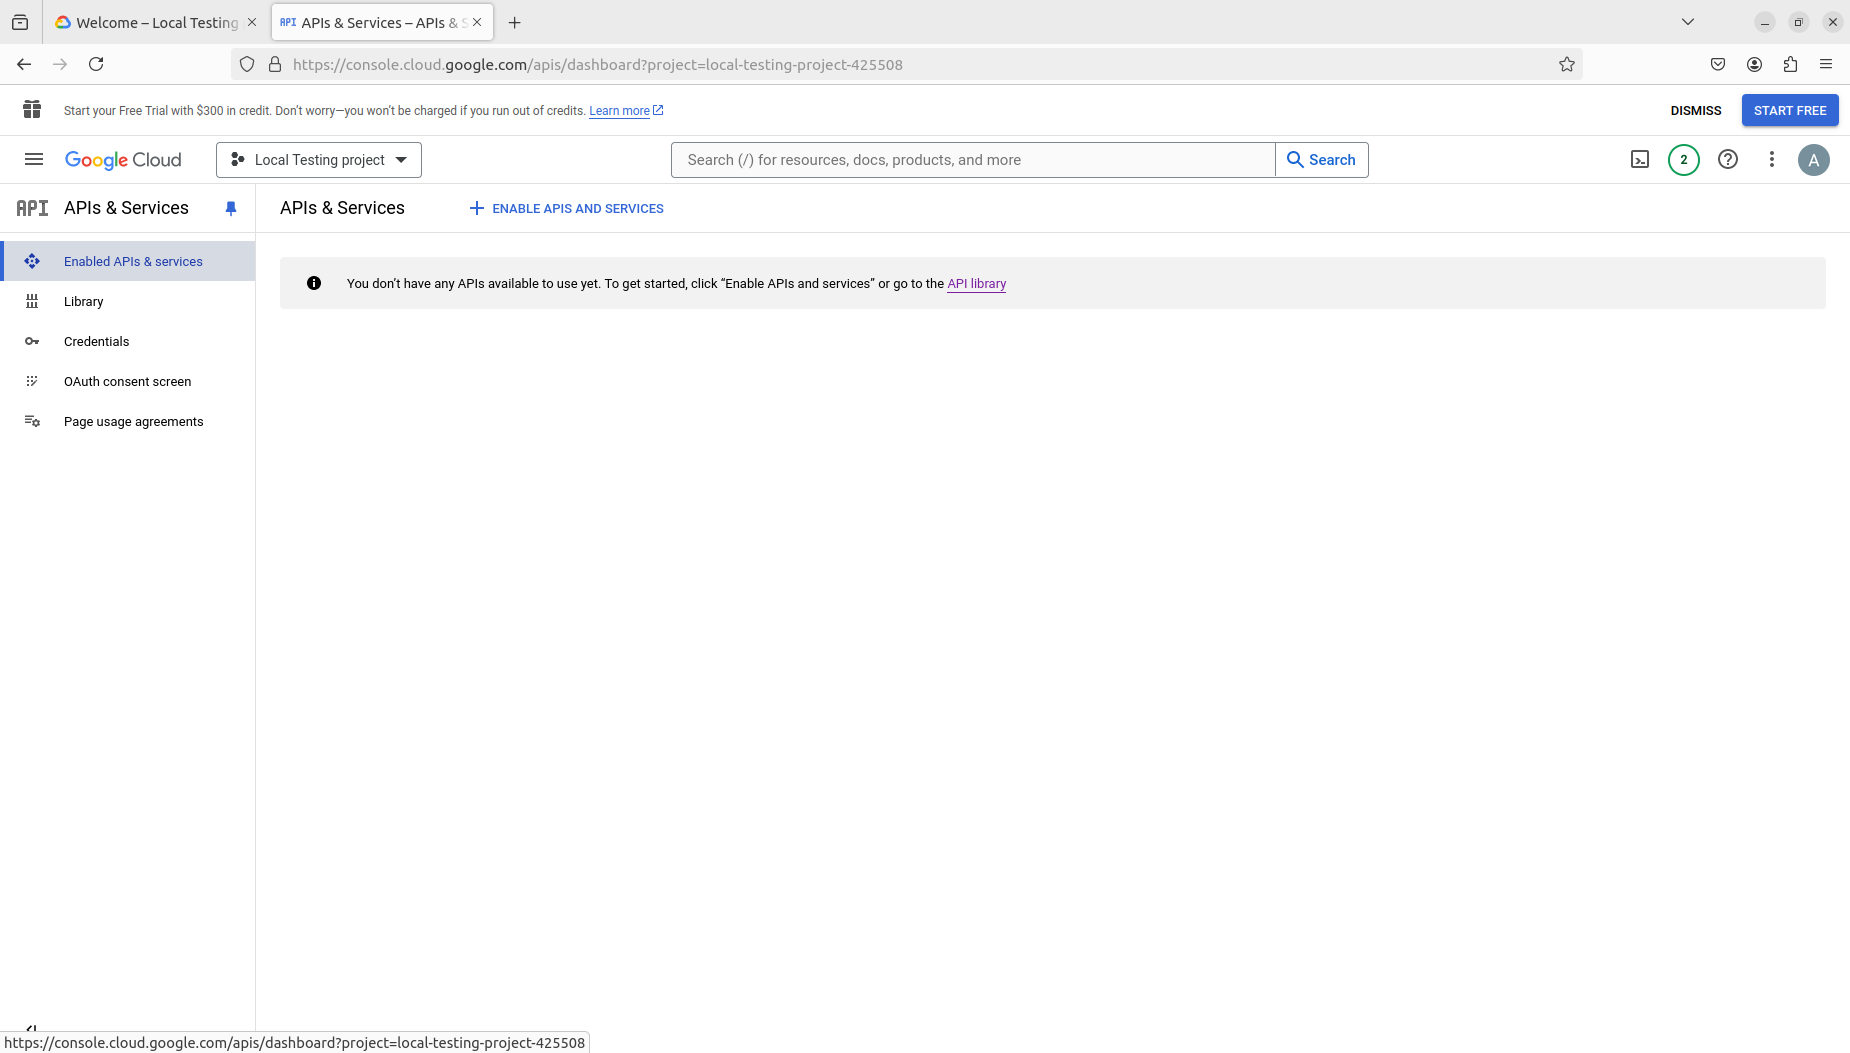 Welcome – Local Testing
API APIs & Services – APIs & S
https://console.cloud.google.com/apis/dashboard?project=local-testing-project-425508
Start your Free Trial with $300 in credit. Don’t worry—you won’t be charged if you run out of credits. Learn more
DISMISS
START FREE
Google Cloud
Local Testing project
Search (/) for resources, docs, products, and more
Search
2
A
API APIs & Services
APIs & Services
ENABLE APIS AND SERVICES
Enabled APIs & services
Library
Credentials
OAuth consent screen
Page usage agreements
You don’t have any APIs available to use yet. To get started, click “Enable APIs and services” or go to the API library
https://console.cloud.google.com/apis/dashboard?project=local-testing-project-425508